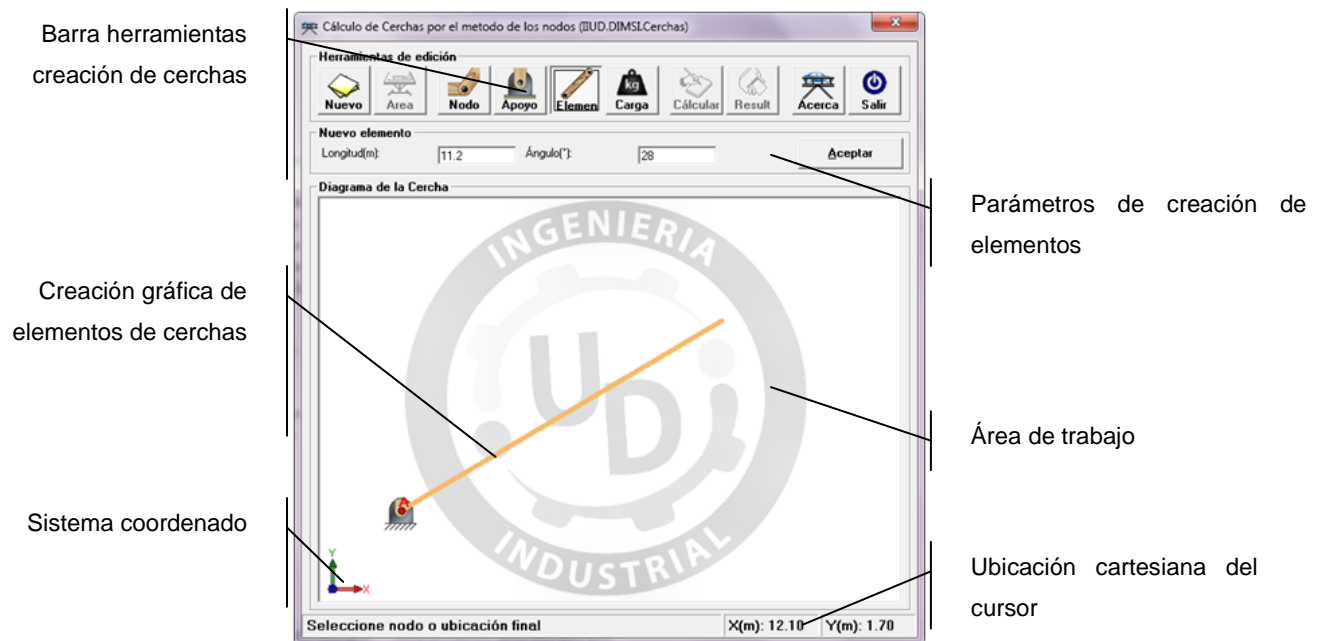 Barra herramientas
creación de cerchas
Creación gráfica de
elementos de cerchas
Sistema coordenado
Cálculo de Cerchas por el metodo de los nodos (IIUD.DIMSI.Cerchas)
Herramientas de edición
Nuevo Area Nodo Apoyo Elemen Carga Cálcular Result Acerca Salir
kg
Nuevo elemento
Longitud(m): 11.2 Ángulo(°): 28 Aceptar
Diagrama de la Cercha
INGENIERIA
UD
INDUSTRIAL
A
Y
X
Seleccione nodo o ubicación final X(m): 12.10 Y(m): 1.70
Parámetros de creación de
elementos
Área de trabajo
Ubicación cartesiana del
cursor